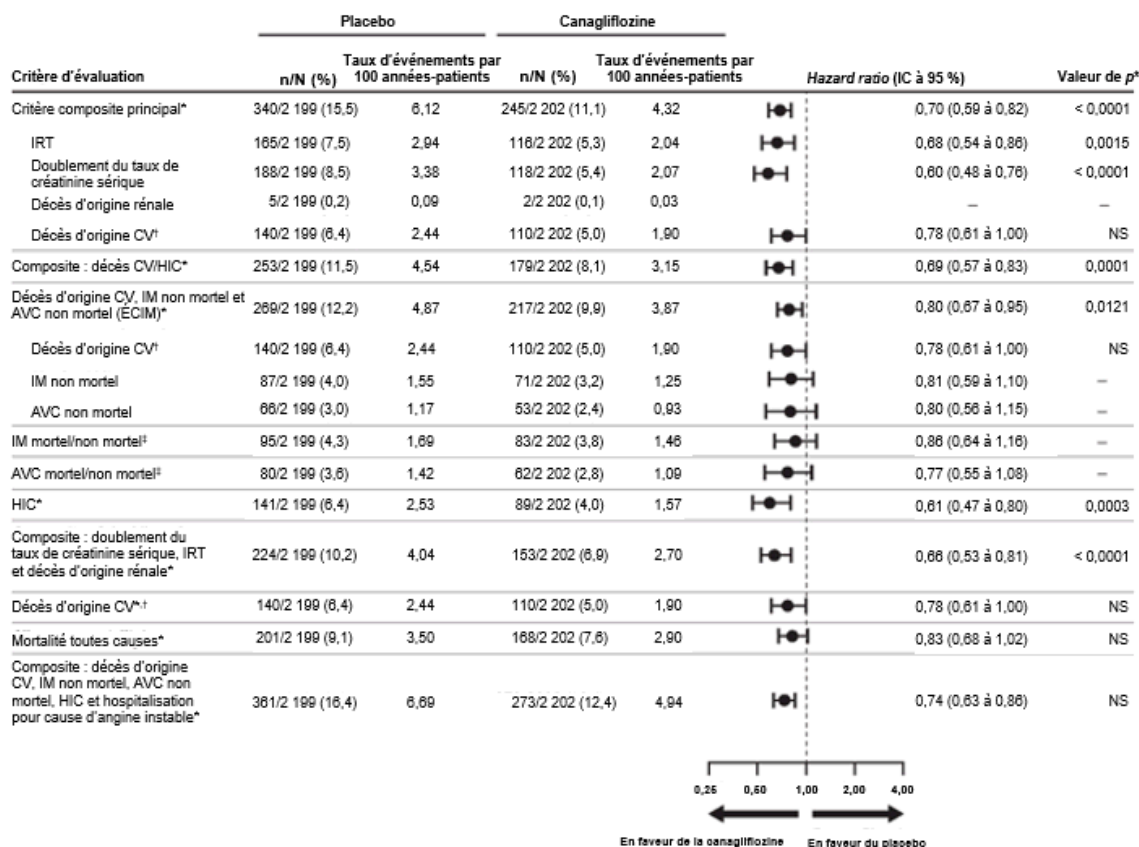 Placebo Canagliflozine
Critère d'évaluation n/N (%) Taux d'événements par 100 années-patients n/N (%) Taux d'événements par 100 années-patients Hazard ratio (IC à 95 %) Valeur de p‡
Critère composite principal* 340/2 199 (15,5) 6,12 245/2 202 (11,1) 4,32 0,70 (0,59 à 0,82) < 0,0001
IRT 165/2 199 (7,5) 2,94 116/2 202 (5,3) 2,04 0,68 (0,54 à 0,86) 0,0015
Doublement du taux de
créatinine sérique 188/2 199 (8,5) 3,38 118/2 202 (5,4) 2,07 0,60 (0,48 à 0,76) < 0,0001
Décès d'origine rénale 5/2 199 (0,2) 0,09 2/2 202 (0,1) 0,03 – –
Décès d'origine CV† 140/2 199 (6,4) 2,44 110/2 202 (5,0) 1,90 0,78 (0,61 à 1,00) NS
Composite : décès CV/HIC* 253/2 199 (11,5) 4,54 179/2 202 (8,1) 3,15 0,69 (0,57 à 0,83) 0,0001
Décès d'origine CV, IM non mortel et
AVC non mortel (ÉCIM)* 269/2 199 (12,2) 4,87 217/2 202 (9,9) 3,87 0,80 (0,67 à 0,95) 0,0121
Décès d'origine CV† 140/2 199 (6,4) 2,44 110/2 202 (5,0) 1,90 0,78 (0,61 à 1,00) NS
IM non mortel 87/2 199 (4,0) 1,55 71/2 202 (3,2) 1,25 0,81 (0,59 à 1,10) –
AVC non mortel 66/2 199 (3,0) 1,17 53/2 202 (2,4) 0,93 0,80 (0,56 à 1,15) –
IM mortel/non mortel‡ 95/2 199 (4,3) 1,69 83/2 202 (3,8) 1,46 0,86 (0,64 à 1,16) –
AVC mortel/non mortel‡ 80/2 199 (3,6) 1,42 62/2 202 (2,8) 1,09 0,77 (0,55 à 1,08) –
HIC* 141/2 199 (6,4) 2,53 89/2 202 (4,0) 1,57 0,61 (0,47 à 0,80) 0,0003
Composite : doublement du
taux de créatinine sérique, IRT
et décès d'origine rénale* 224/2 199 (10,2) 4,04 153/2 202 (6,9) 2,70 0,66 (0,53 à 0,81) < 0,0001
Décès d'origine CV*,† 140/2 199 (6,4) 2,44 110/2 202 (5,0) 1,90 0,78 (0,61 à 1,00) NS
Mortalité toutes causes* 201/2 199 (9,1) 3,50 168/2 202 (7,6) 2,90 0,83 (0,68 à 1,02) NS
Composite : décès d'origine
CV, IM non mortel, AVC non
mortel, HIC et hospitalisation
pour cause d'angine instable* 361/2 199 (16,4) 6,69 273/2 202 (12,4) 4,94 0,74 (0,63 à 0,86) NS
0,25 0,50 1,00 2,00 4,00
En faveur de la canagliflozine En faveur du placebo